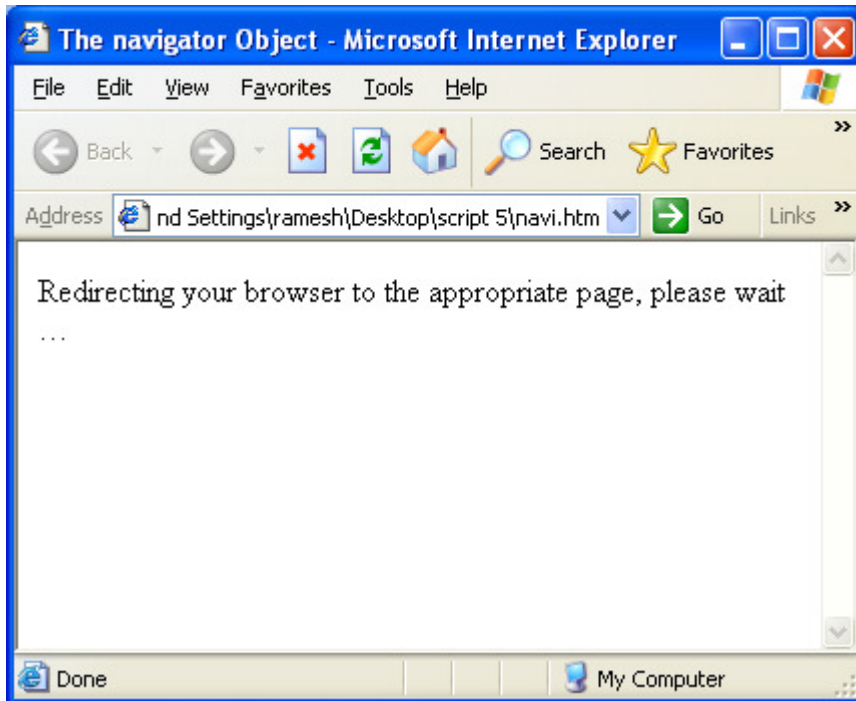 The navigator Object - Microsoft Internet Explorer
File Edit View Favorites Tools Help
Back Search Favorites »
Address nd Settings\ramesh\Desktop\script 5\navi.htm Go Links »
Redirecting your browser to the appropriate page, please wait
...
Done My Computer